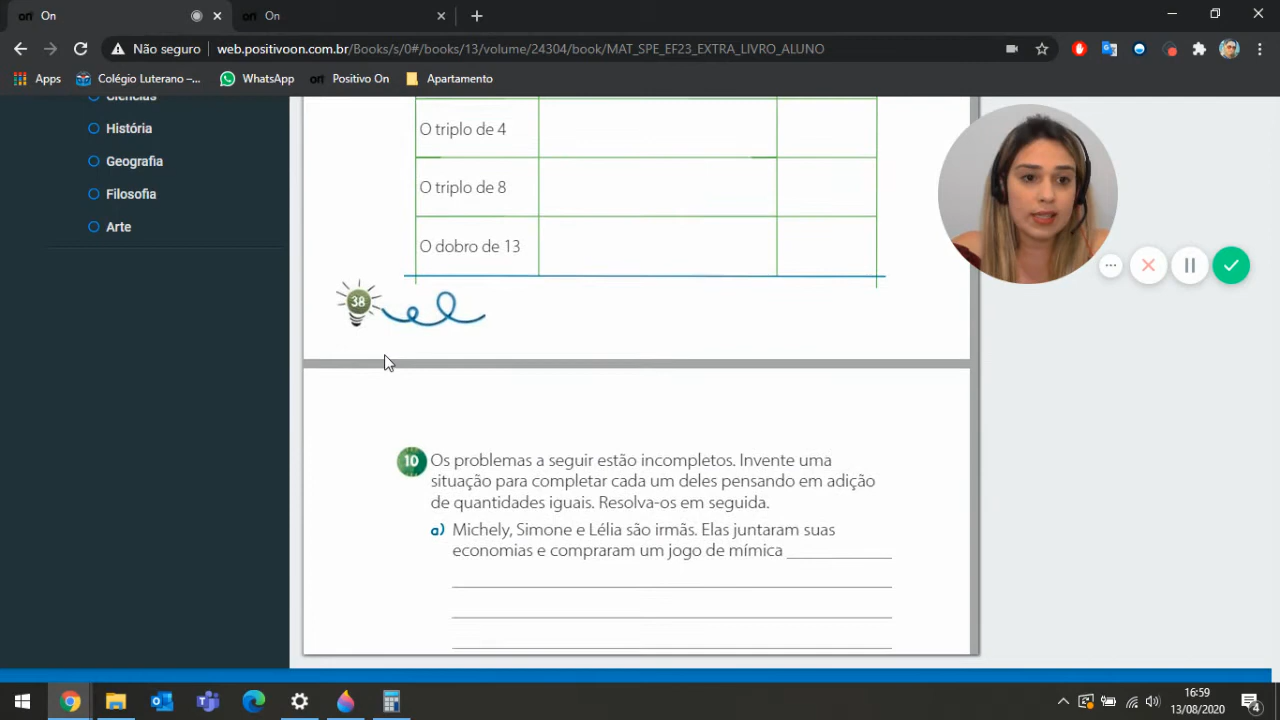 On
On
Não seguro
web.positivoon.com.br/Books/s/0#/books/13/volume/24304/book/MAT_SPE_EF23_EXTRA_LIVRO_ALUNO
Apps
Colégio Luterano –...
WhatsApp
Positivo On
Apartamento
Ciências
História
Geografia
Filosofia
Arte
O triplo de 4
O triplo de 8
O dobro de 13
38
10 Os problemas a seguir estão incompletos. Invente uma
situação para completar cada um deles pensando em adição
de quantidades iguais. Resolva-os em seguida.
a) Michely, Simone e Lélia são irmãs. Elas juntaram suas
economias e compraram um jogo de mímica
16:59
13/08/2020
4